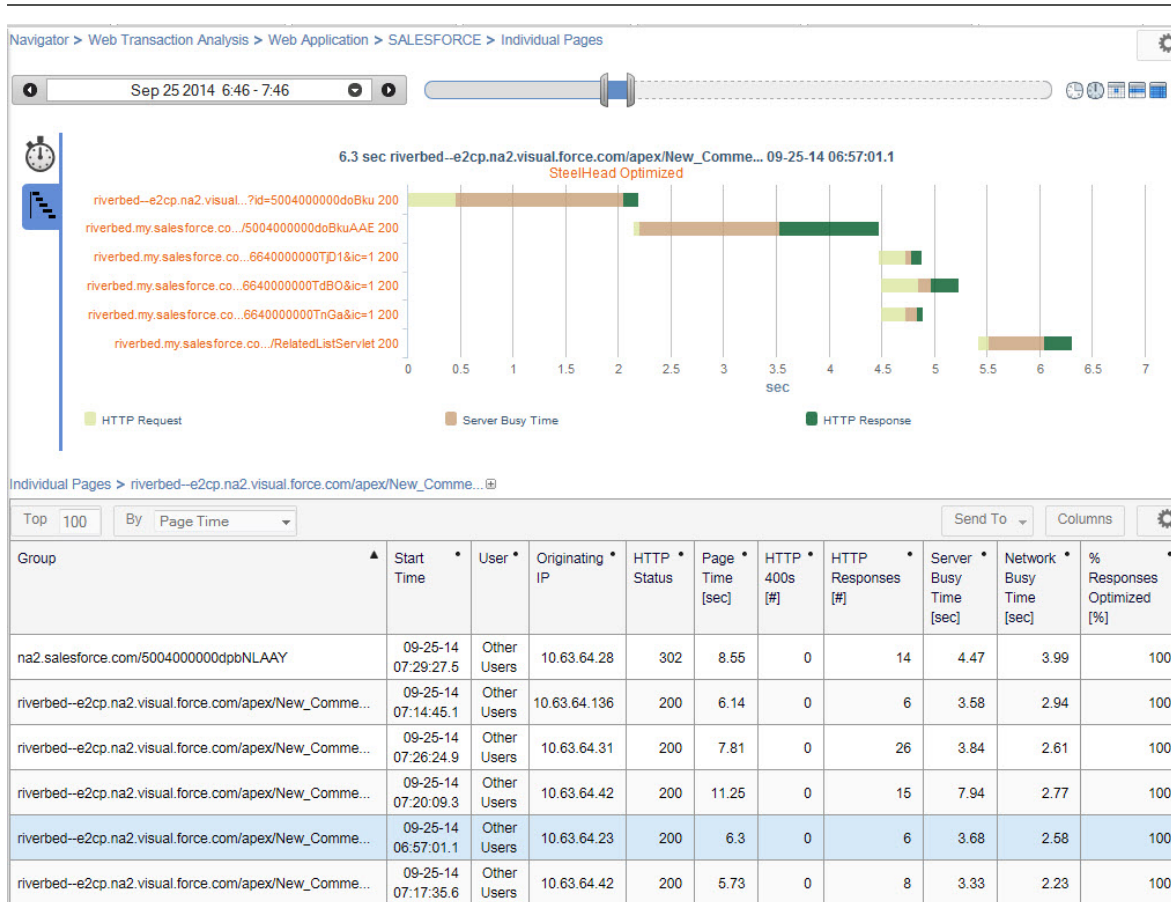 Navigator > Web Transaction Analysis > Web Application > SALESFORCE > Individual Pages
Sep 25 2014 6:46 - 7:46
6.3 sec riverbed--e2cp.na2.visual.force.com/apex/New_Comme... 09-25-14 06:57:01.1
SteelHead Optimized
riverbed--e2cp.na2.visual...?id=5004000000doBku 200
riverbed.my.salesforce.co.../5004000000doBkuAAE 200
riverbed.my.salesforce.co...6640000000TjD1&ic=1 200
riverbed.my.salesforce.co...6640000000TdBO&ic=1 200
riverbed.my.salesforce.co...6640000000TnGa&ic=1 200
riverbed.my.salesforce.co.../RelatedListServlet 200
0 0.5 1 1.5 2 2.5 3 3.5 4 4.5 5 5.5 6 6.5 7
sec
HTTP Request Server Busy Time HTTP Response
Individual Pages > riverbed--e2cp.na2.visual.force.com/apex/New_Comme...
Top 100 By Page Time Send To Columns
Group Start Time User Originating IP HTTP Status Page Time [sec] HTTP 400s [#] HTTP Responses [#] Server Busy Time [sec] Network Busy Time [sec] % Responses Optimized [%]
na2.salesforce.com/5004000000dpbNLAAY 09-25-14 07:29:27.5 Other Users 10.63.64.28 302 8.55 0 14 4.47 3.99 100
riverbed--e2cp.na2.visual.force.com/apex/New_Comme... 09-25-14 07:14:45.1 Other Users 10.63.64.136 200 6.14 0 6 3.58 2.94 100
riverbed--e2cp.na2.visual.force.com/apex/New_Comme... 09-25-14 07:26:24.9 Other Users 10.63.64.31 200 7.81 0 26 3.84 2.61 100
riverbed--e2cp.na2.visual.force.com/apex/New_Comme... 09-25-14 07:20:09.3 Other Users 10.63.64.42 200 11.25 0 15 7.94 2.77 100
riverbed--e2cp.na2.visual.force.com/apex/New_Comme... 09-25-14 06:57:01.1 Other Users 10.63.64.23 200 6.3 0 6 3.68 2.58 100
riverbed--e2cp.na2.visual.force.com/apex/New_Comme... 09-25-14 07:17:35.6 Other Users 10.63.64.42 200 5.73 0 8 3.33 2.23 100